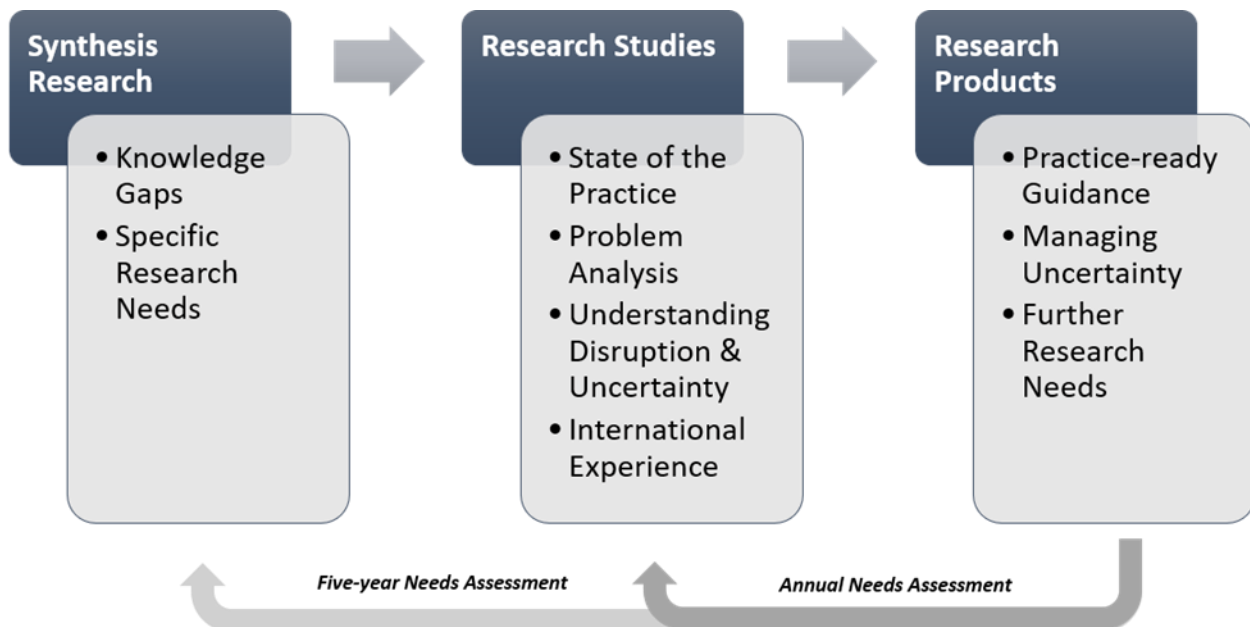 Synthesis
Research
• Knowledge
Gaps
• Specific
Research
Needs
Research Studies
• State of the
Practice
• Problem
Analysis
• Understanding
Disruption &
Uncertainty
• International
Experience
Research
Products
• Practice-ready
Guidance
• Managing
Uncertainty
• Further
Research
Needs
Five-year Needs Assessment
Annual Needs Assessment